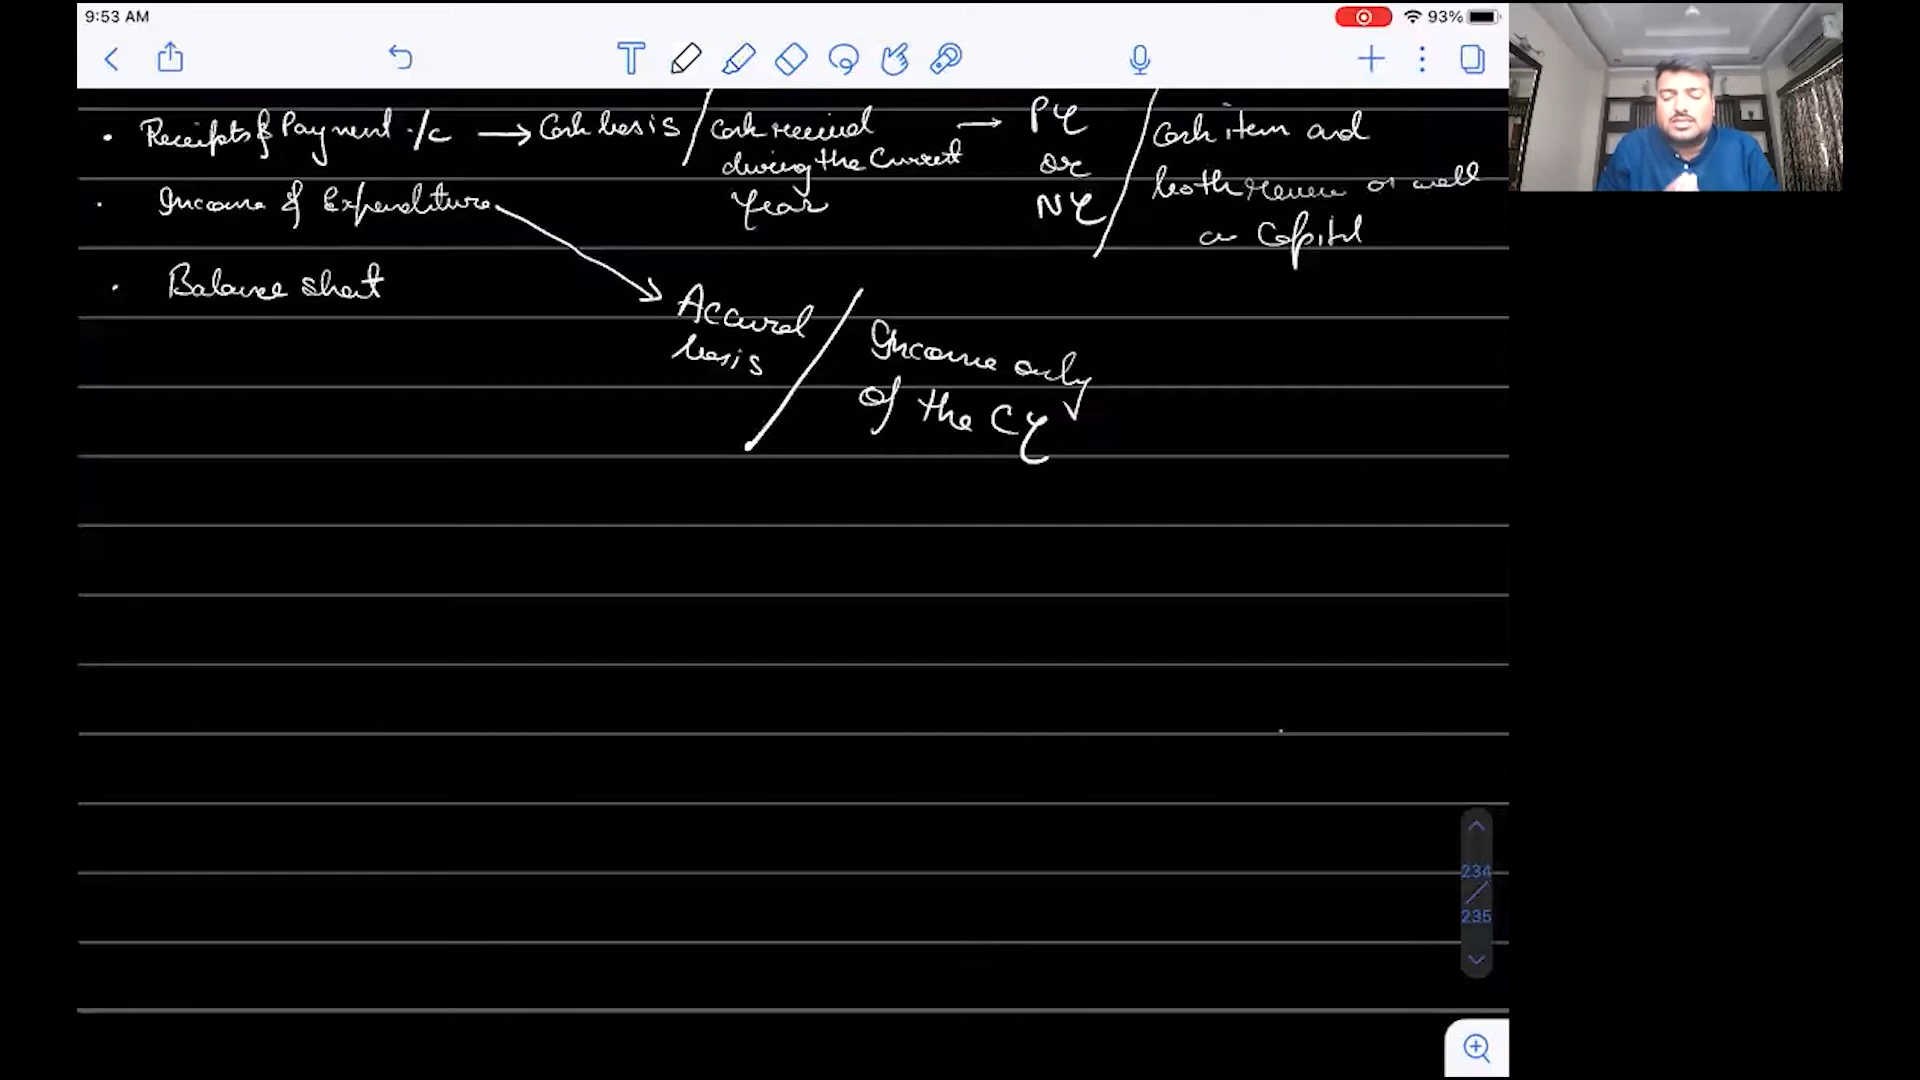 9:53 AM
93%
• Receipts & Payment A/c → Cash basis / Cash received during the Current Year → PY or NY / Cash item and both revenue as well as Capital
• Income & Expenditure → Accural basis / Income only of the CY ✓
• Balance sheet
234 / 235